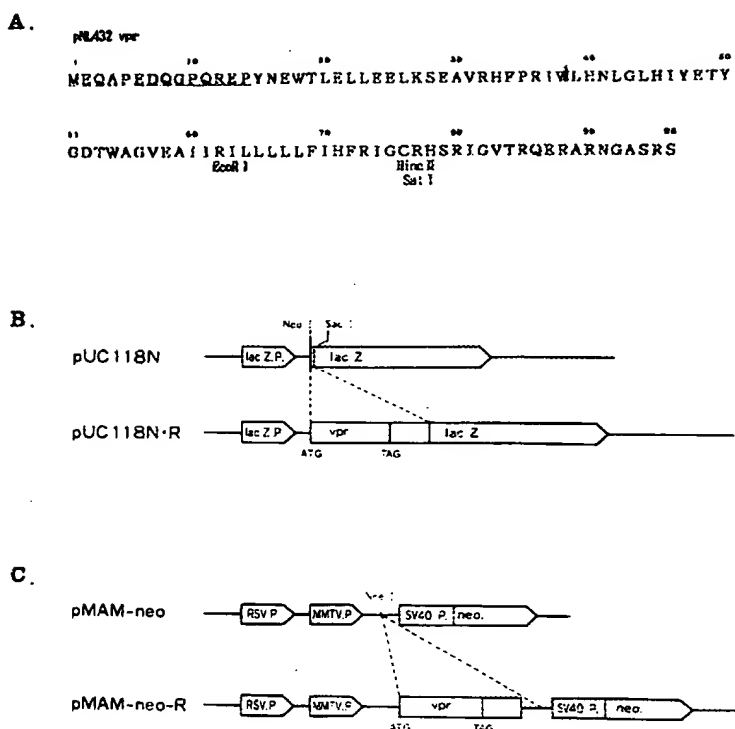 A.
pNL432 vpr
1 10 20 30 40 50
MEQAPEDQGPQREPYNEWTLELLEELKSEAVRHFPRIWLHNLGLHIYETY
51 60 70 80 90 96
GDTWAGVEAIIRILLLLLFIHFRIGCRHSRIGVTRQERARNGASRS
EcoR I Hinc II
Sal I
B.
Sac I
pUC118N lac Z.P. lac Z
pUC118N·R lac Z P. vpr lac Z
ATG TAG
C.
pMAM-neo RSV.P. MMTV.P. SV40 P. neo.
pMAM-neo-R RSV.P MMTV.P. vpr SV40 P. neo.
ATG TAG